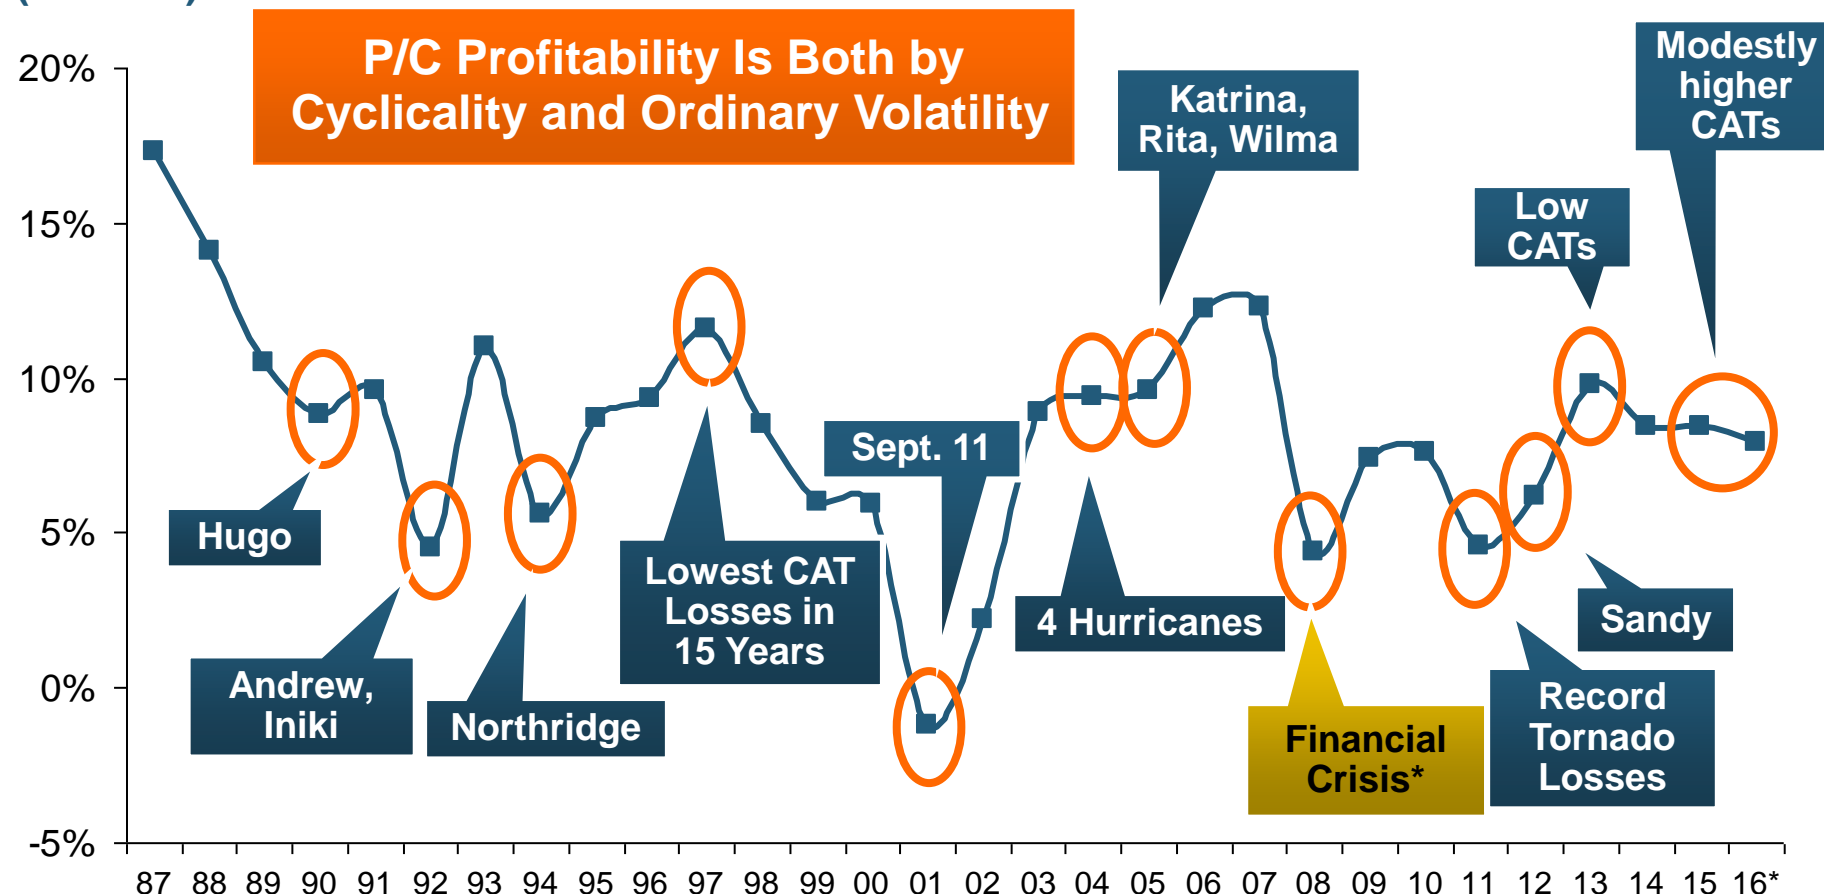 P/C Profitability Is Both by
Cyclicality and Ordinary Volatility
20%
15%
10%
5%
0%
-5%
Hugo
Andrew,
Iniki
Northridge
Lowest CAT
Losses in
15 Years
Sept. 11
4 Hurricanes
Katrina,
Rita, Wilma
Financial
Crisis*
Record
Tornado
Losses
Sandy
Low
CATs
Modestly
higher
CATs
87 88 89 90 91 92 93 94 95 96 97 98 99 00 01 02 03 04 05 06 07 08 09 10 11 12 13 14 15 16*